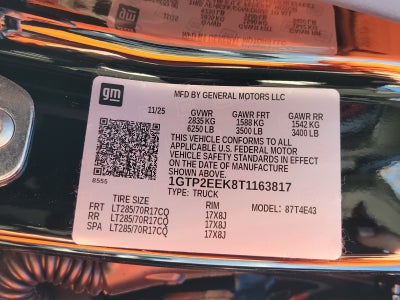 gm
MFD BY GENERAL MOTORS LLC
11/25 GVWR GAWR FRT GAWR RR
2835 KG 1588 KG 1542 KG
6250 LB 3500 LB 3400 LB
THIS VEHICLE CONFORMS TO ALL
APPLICABLE U.S. FEDERAL MOTOR
VEHICLE SAFETY STANDARDS IN EFFECT
ON THE DATE OF MANUFACTURE SHOWN ABOVE
8555
1GTP2EEK8T1163817
TYPE: TRUCK MODEL: 87T4E43
TIRE SIZE RIM
FRT LT285/70R17CQ 17X8J
RR LT285/70R17CQ 17X8J
SPA LT285/70R17CQ 17X8J